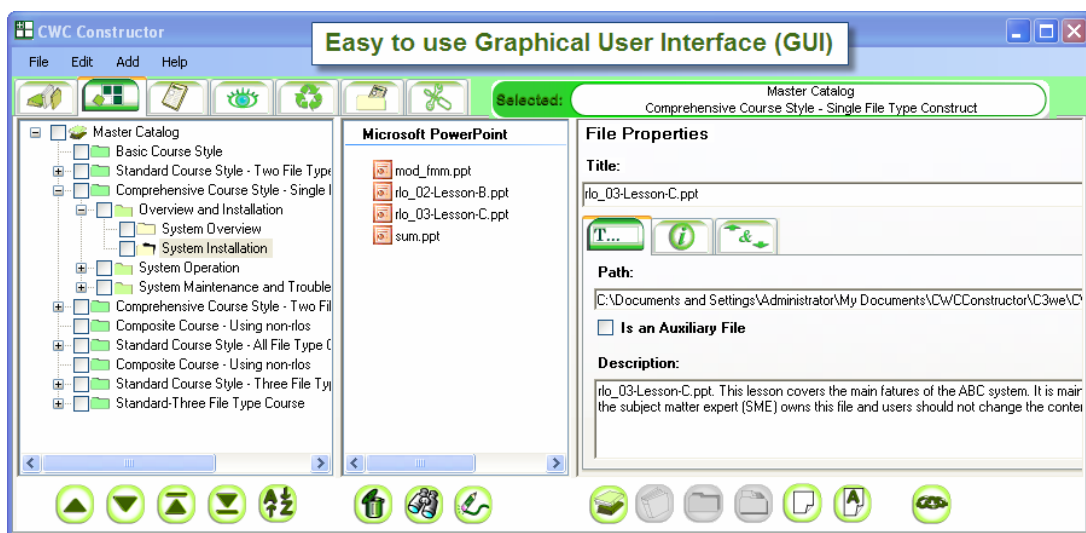 CWC Constructor
Easy to use Graphical User Interface (GUI)
File Edit Add Help
Selected:
Master Catalog
Comprehensive Course Style - Single File Type Construct
Master Catalog
Basic Course Style
Standard Course Style - Two File Type
Comprehensive Course Style - Single
Overview and Installation
System Overview
System Installation
System Operation
System Maintenance and Trouble
Comprehensive Course Style - Two Fil
Composite Course - Using non-rlos
Standard Course Style - All File Type
Composite Course - Using non-rlos
Standard Course Style - Three File Typ
Standard-Three File Type Course
Microsoft PowerPoint
mod_fmm.ppt
rlo_02-Lesson-B.ppt
rlo_03-Lesson-C.ppt
sum.ppt
File Properties
Title:
rlo_03-Lesson-C.ppt
T...
i
&
Path:
C:\Documents and Settings\Administrator\My Documents\CWCConstructor\C3we\C
Is an Auxiliary File
Description:
rlo_03-Lesson-C.ppt. This lesson covers the main fatures of the ABC system. It is main
the subject matter expert (SME) owns this file and users should not change the conter
A Z
A